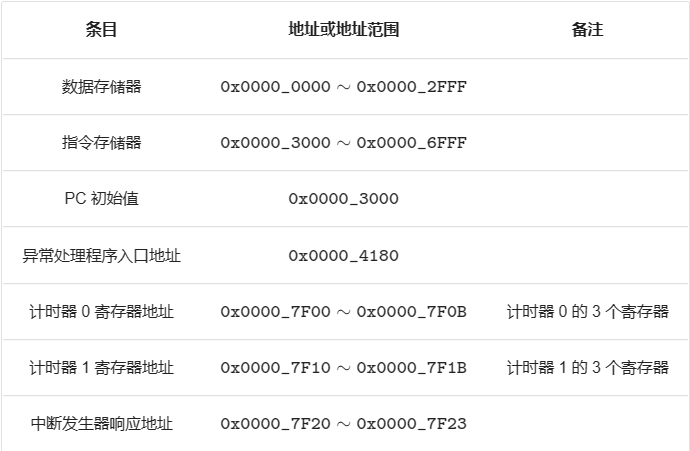 条目 地址或地址范围 备注
数据存储器 0x0000_0000 ∼ 0x0000_2FFF
指令存储器 0x0000_3000 ∼ 0x0000_6FFF
PC 初始值 0x0000_3000
异常处理程序入口地址 0x0000_4180
计时器 0 寄存器地址 0x0000_7F00 ∼ 0x0000_7F0B 计时器 0 的 3 个寄存器
计时器 1 寄存器地址 0x0000_7F10 ∼ 0x0000_7F1B 计时器 1 的 3 个寄存器
中断发生器响应地址 0x0000_7F20 ∼ 0x0000_7F23